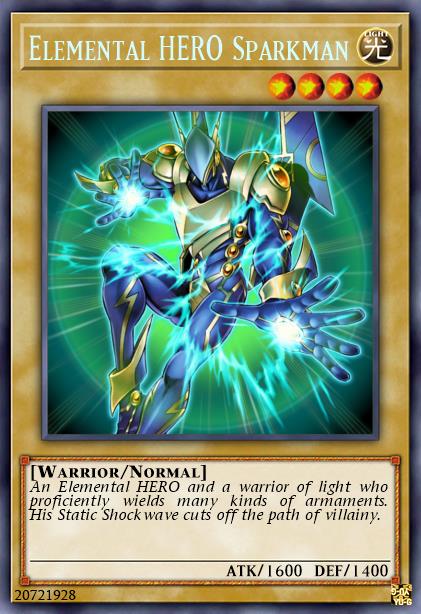 ELEMENTAL HERO SPARKMAN
LIGHT
光
[WARRIOR/NORMAL]
An Elemental HERO and a warrior of light who
proficiently wields many kinds of armaments.
His Static Shockwave cuts off the path of villainy.
ATK/1600 DEF/1400
20721928